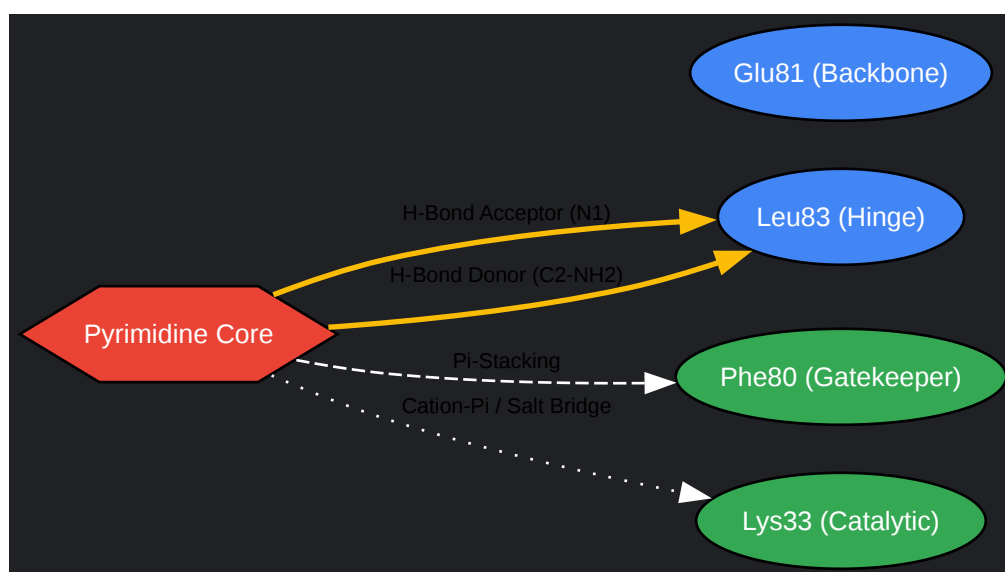 Glu81 (Backbone)
H-Bond Acceptor (N1)
Leu83 (Hinge)
H-Bond Donor (C2-NH2)
Pyrimidine Core
Pi-Stacking
Phe80 (Gatekeeper)
Cation-Pi / Salt Bridge
Lys33 (Catalytic)